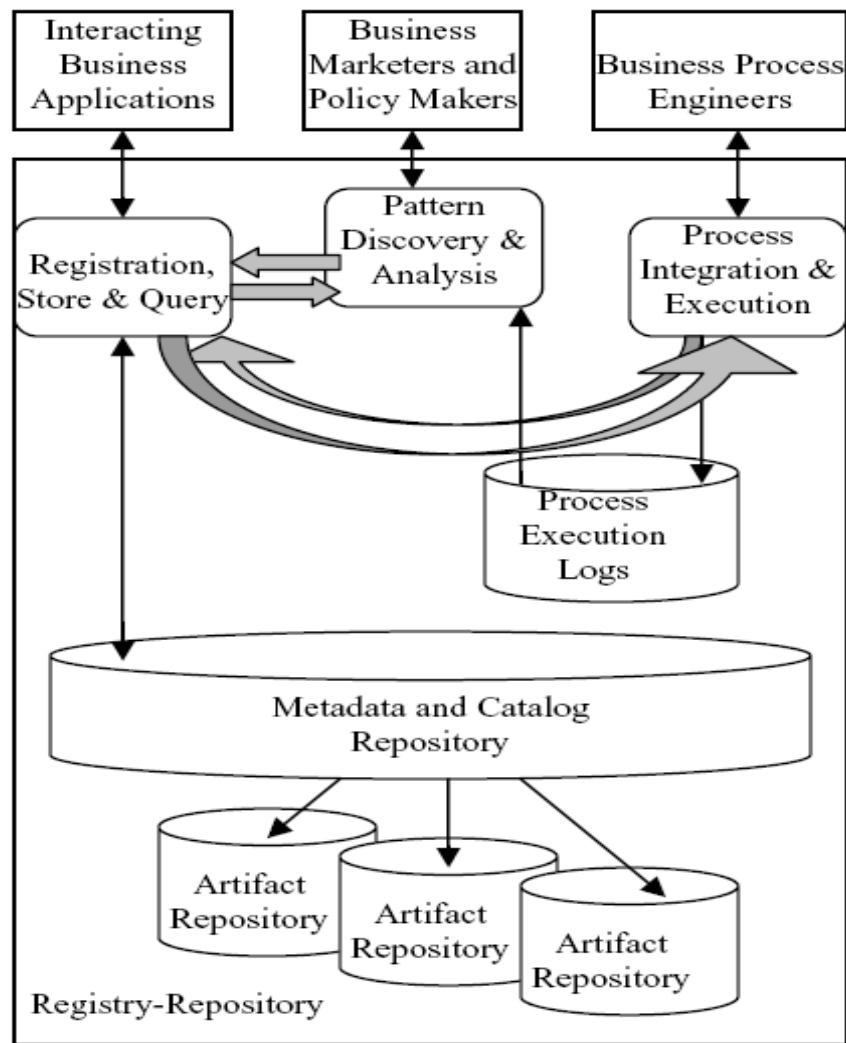 Interacting
Business
Applications
Business
Marketers and
Policy Makers
Business Process
Engineers
Registration,
Store & Query
Pattern
Discovery &
Analysis
Process
Integration &
Execution
Process
Execution
Logs
Metadata and Catalog
Repository
Artifact
Repository
Artifact
Repository
Artifact
Repository
Registry-Repository